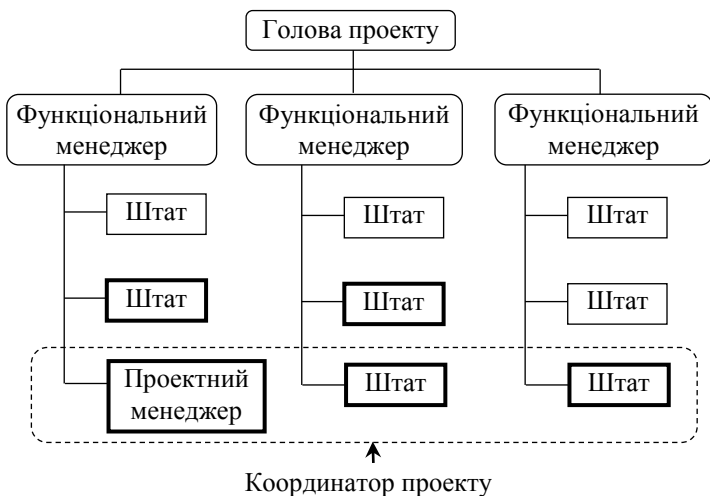 Голова проекту
Функціональний
менеджер
Функціональний
менеджер
Функціональний
менеджер
Штат
Штат
Штат
Штат
Штат
Штат
Проектний
менеджер
Штат
Штат
Координатор проекту